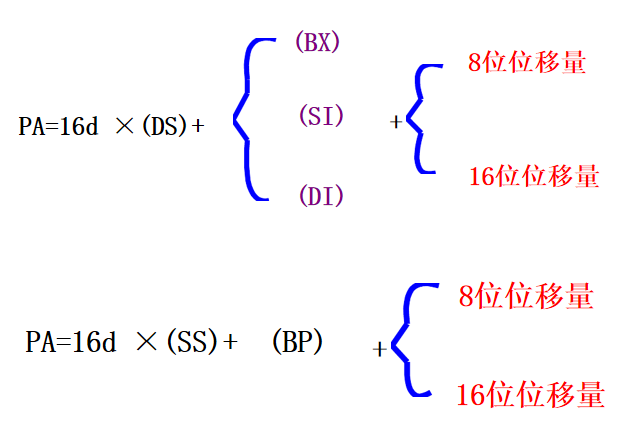 (BX)
8位位移量
PA=16d ×(DS)+
(SI)
+
16位位移量
(DI)
8位位移量
PA=16d ×(SS)+ (BP) +
16位位移量